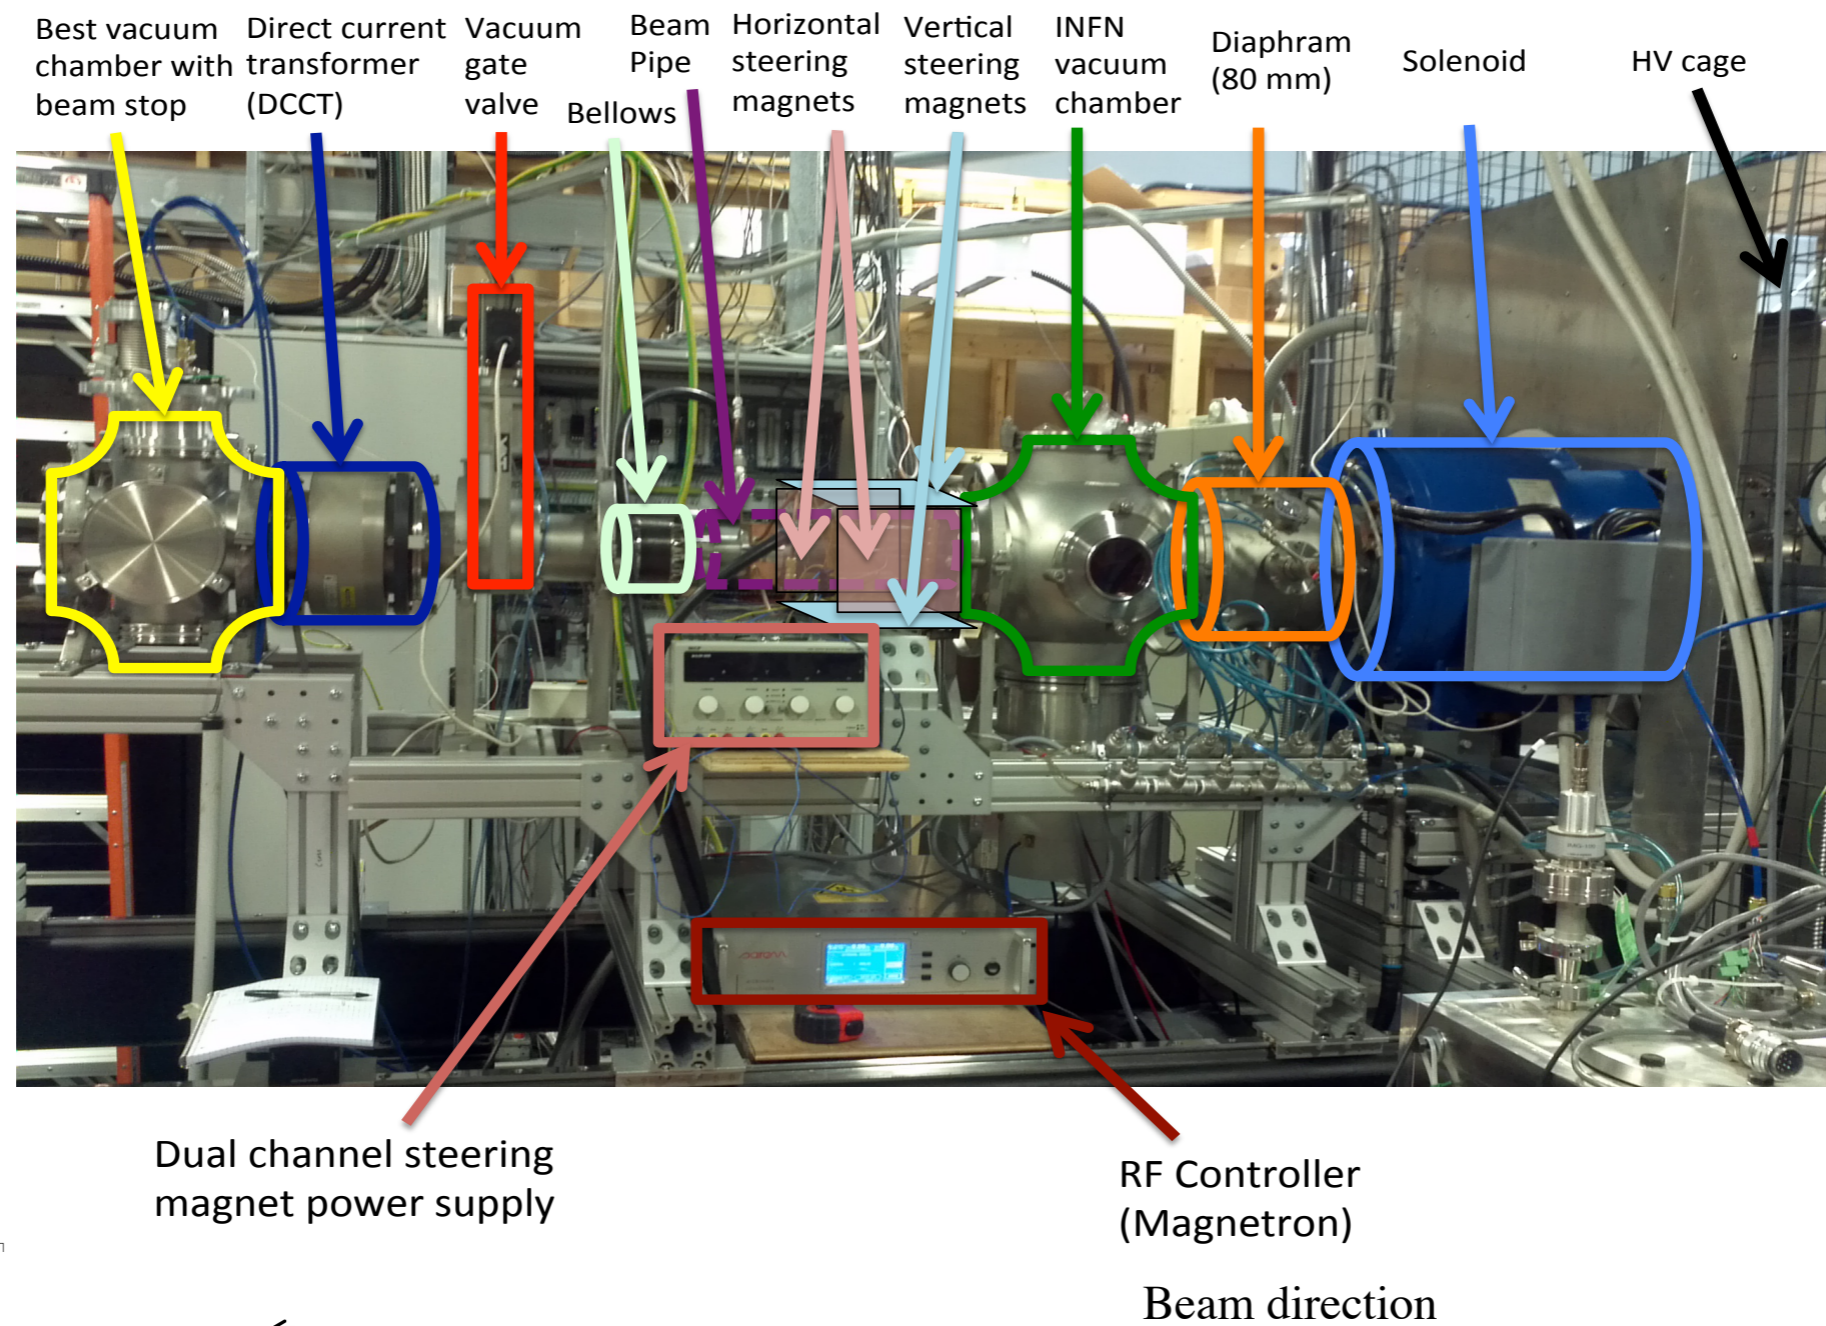 Best vacuum
chamber with
beam stop
Direct current
transformer
(DCCT)
Vacuum
gate
valve
Bellows
Beam
Pipe
Horizontal
steering
magnets
Vertical
steering
magnets
INFN
vacuum
chamber
Diaphram
(80 mm)
Solenoid
HV cage
Dual channel steering
magnet power supply
RF Controller
(Magnetron)
Beam direction